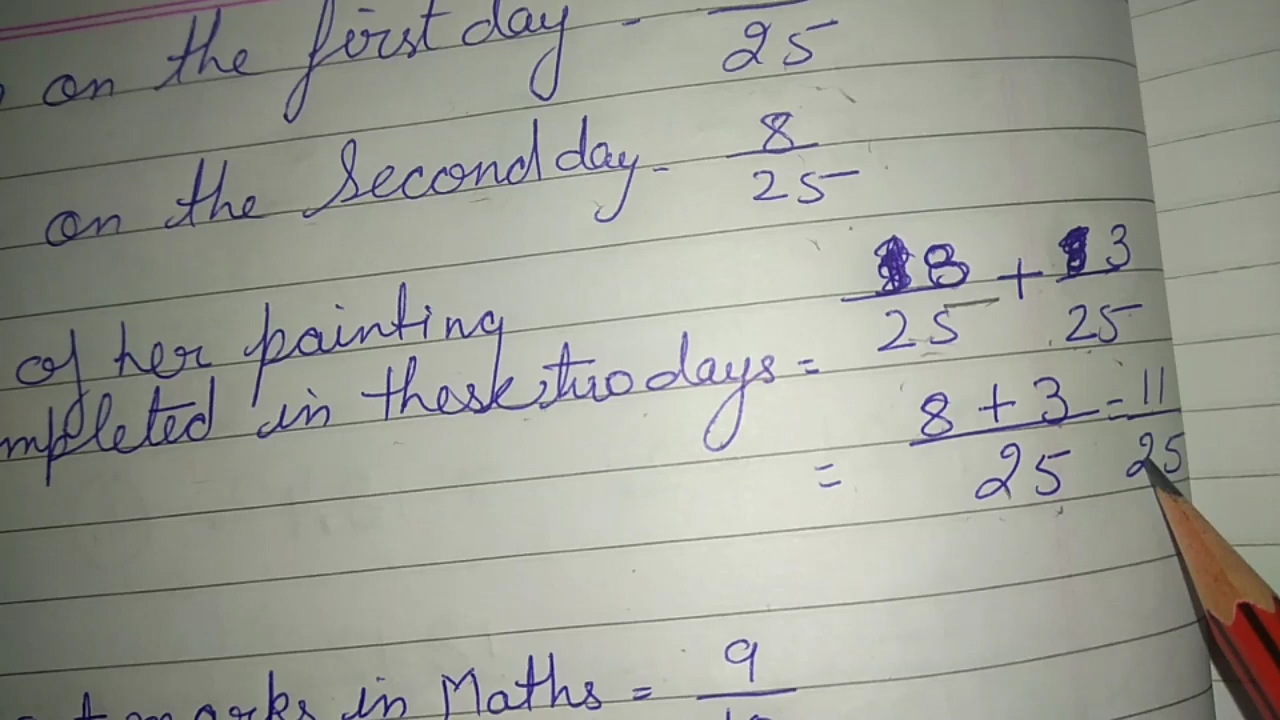 on the first day - 25
on the Second day - 8/25
of her painting
mpleted in these two days = 8/25 + 3/25
= 8 + 3/25 = 11/25
marks in Maths = 9